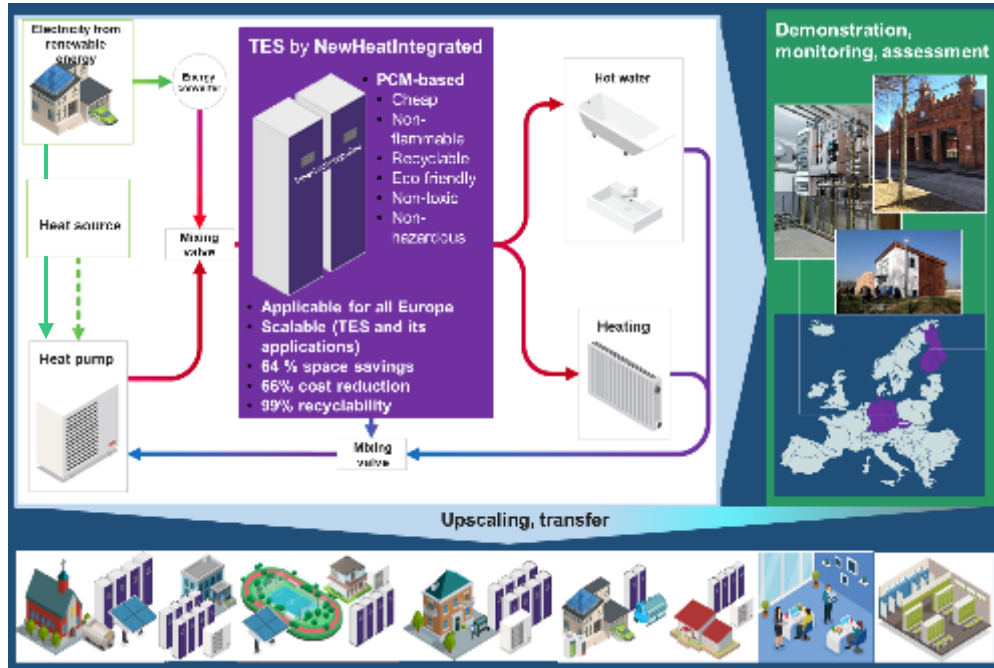 Electricity from
renewable
energy
Energy
converter
Heat source
Mixing
valve
Heat pump
TES by NewHeatIntegrated
• PCM-based
• Cheap
• Non-
flammable
• Recyclable
• Eco-friendly
• Non-toxic
• Non-
hazardous
• Applicable for all Europe
• Scalable (TES and its
applications)
• 64 % space savings
• 66% cost reduction
• 99% recyclability
Mixing
valve
Hot water
Heating
Demonstration,
monitoring, assessment
Upscaling, transfer